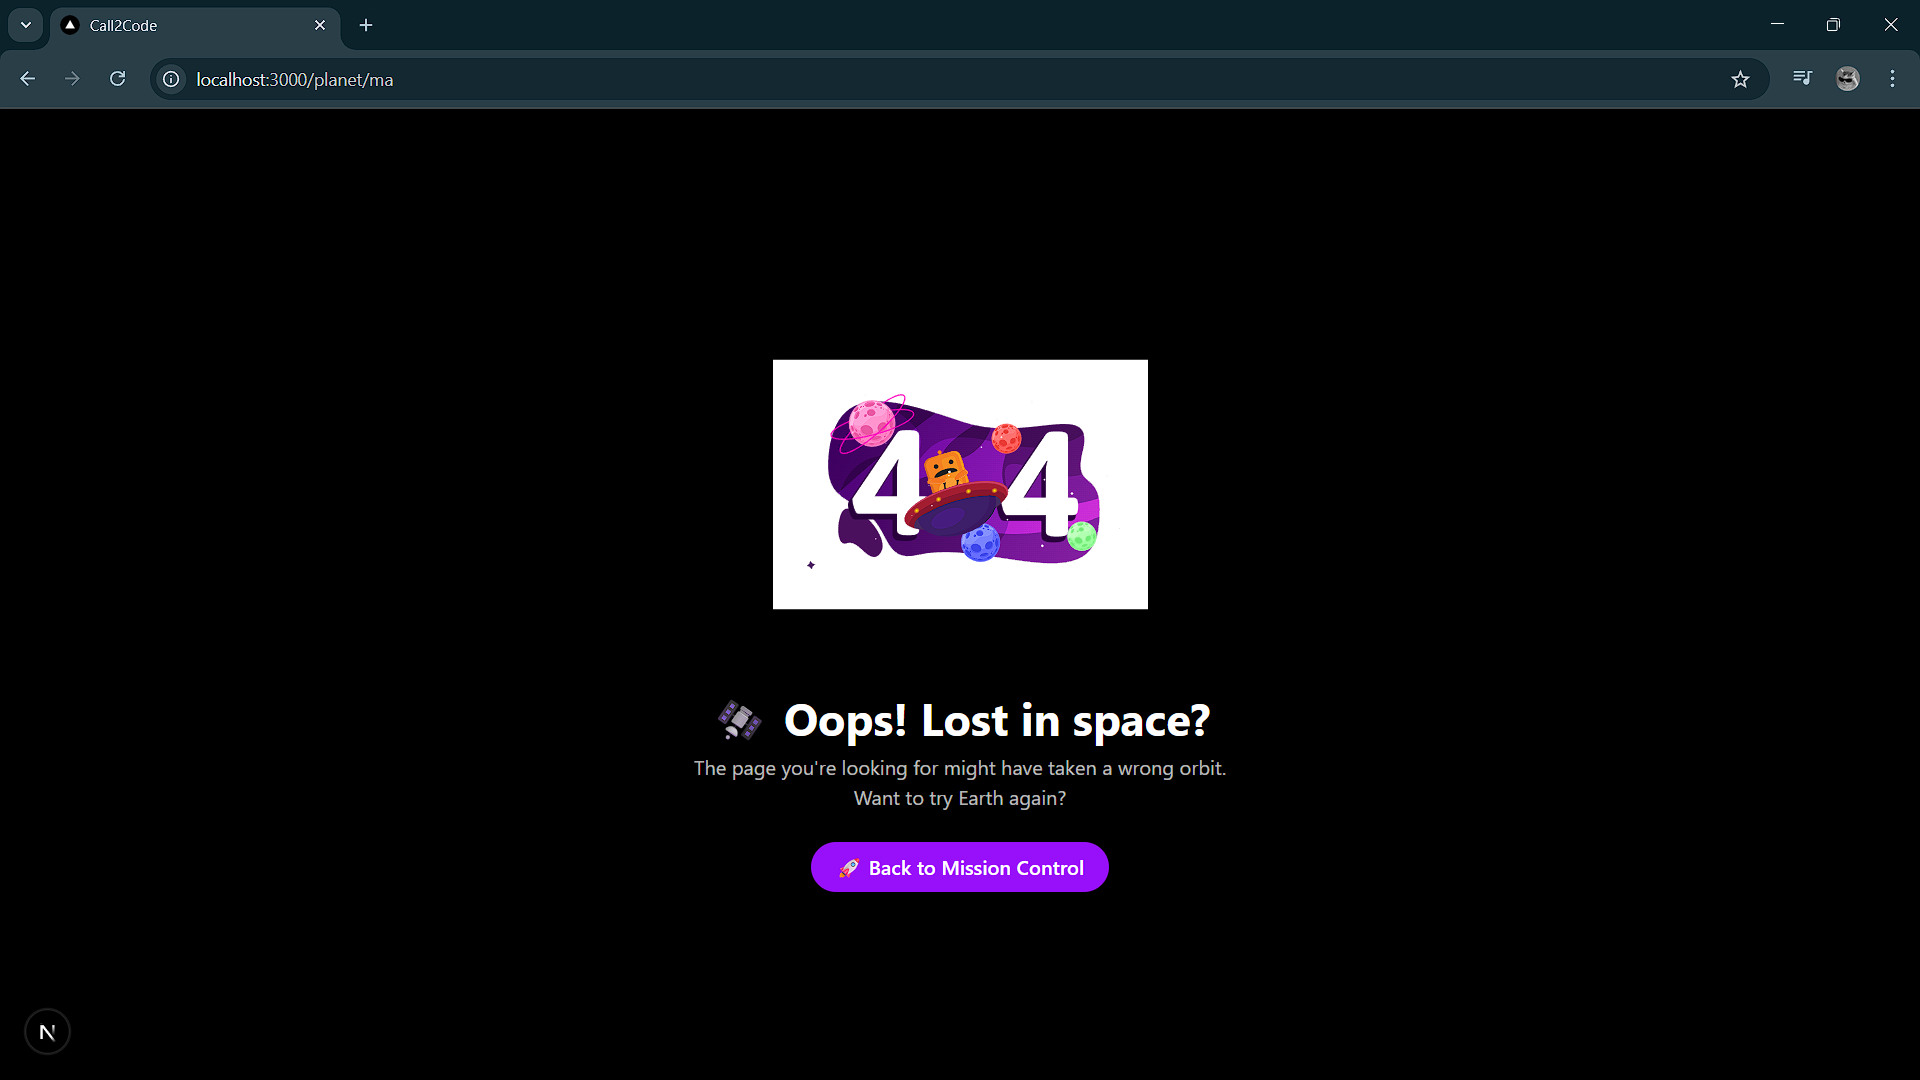 Call2Code
localhost:3000/planet/ma
4 4
Oops! Lost in space?
The page you're looking for might have taken a wrong orbit.
Want to try Earth again?
🚀 Back to Mission Control
N